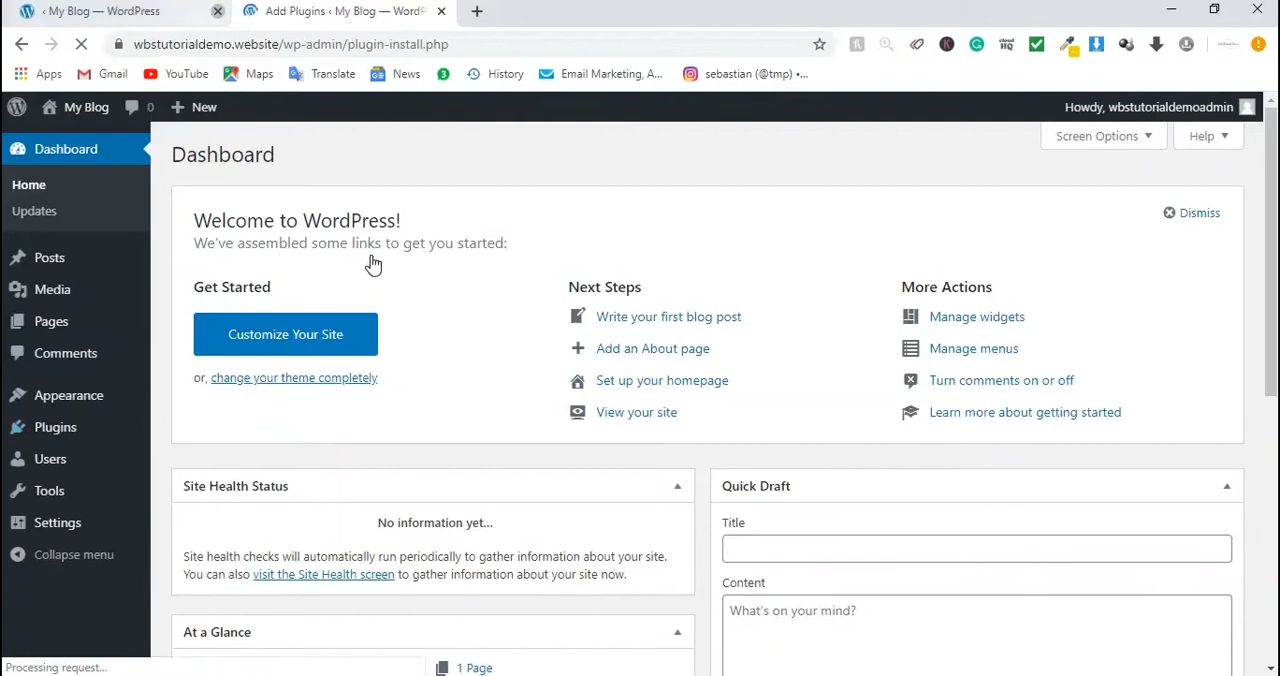 ‹ My Blog — WordPress
Add Plugins ‹ My Blog — WordP
wbstutorialdemo.website/wp-admin/plugin-install.php
Apps Gmail YouTube Maps Translate News 3 History Email Marketing, A... sebastian (@tmp) •...
My Blog 0 New Howdy, wbstutorialdemoadmin
Screen Options Help
Dashboard
Home
Updates
Posts
Media
Pages
Comments
Appearance
Plugins
Users
Tools
Settings
Collapse menu
Dashboard
Welcome to WordPress!
Dismiss
We've assembled some links to get you started:
Get Started
Customize Your Site
or, change your theme completely
Next Steps
Write your first blog post
Add an About page
Set up your homepage
View your site
More Actions
Manage widgets
Manage menus
Turn comments on or off
Learn more about getting started
Site Health Status
No information yet...
Site health checks will automatically run periodically to gather information about your site.
You can also visit the Site Health screen to gather information about your site now.
At a Glance
1 Page
Quick Draft
Title
Content
What's on your mind?
Processing request...